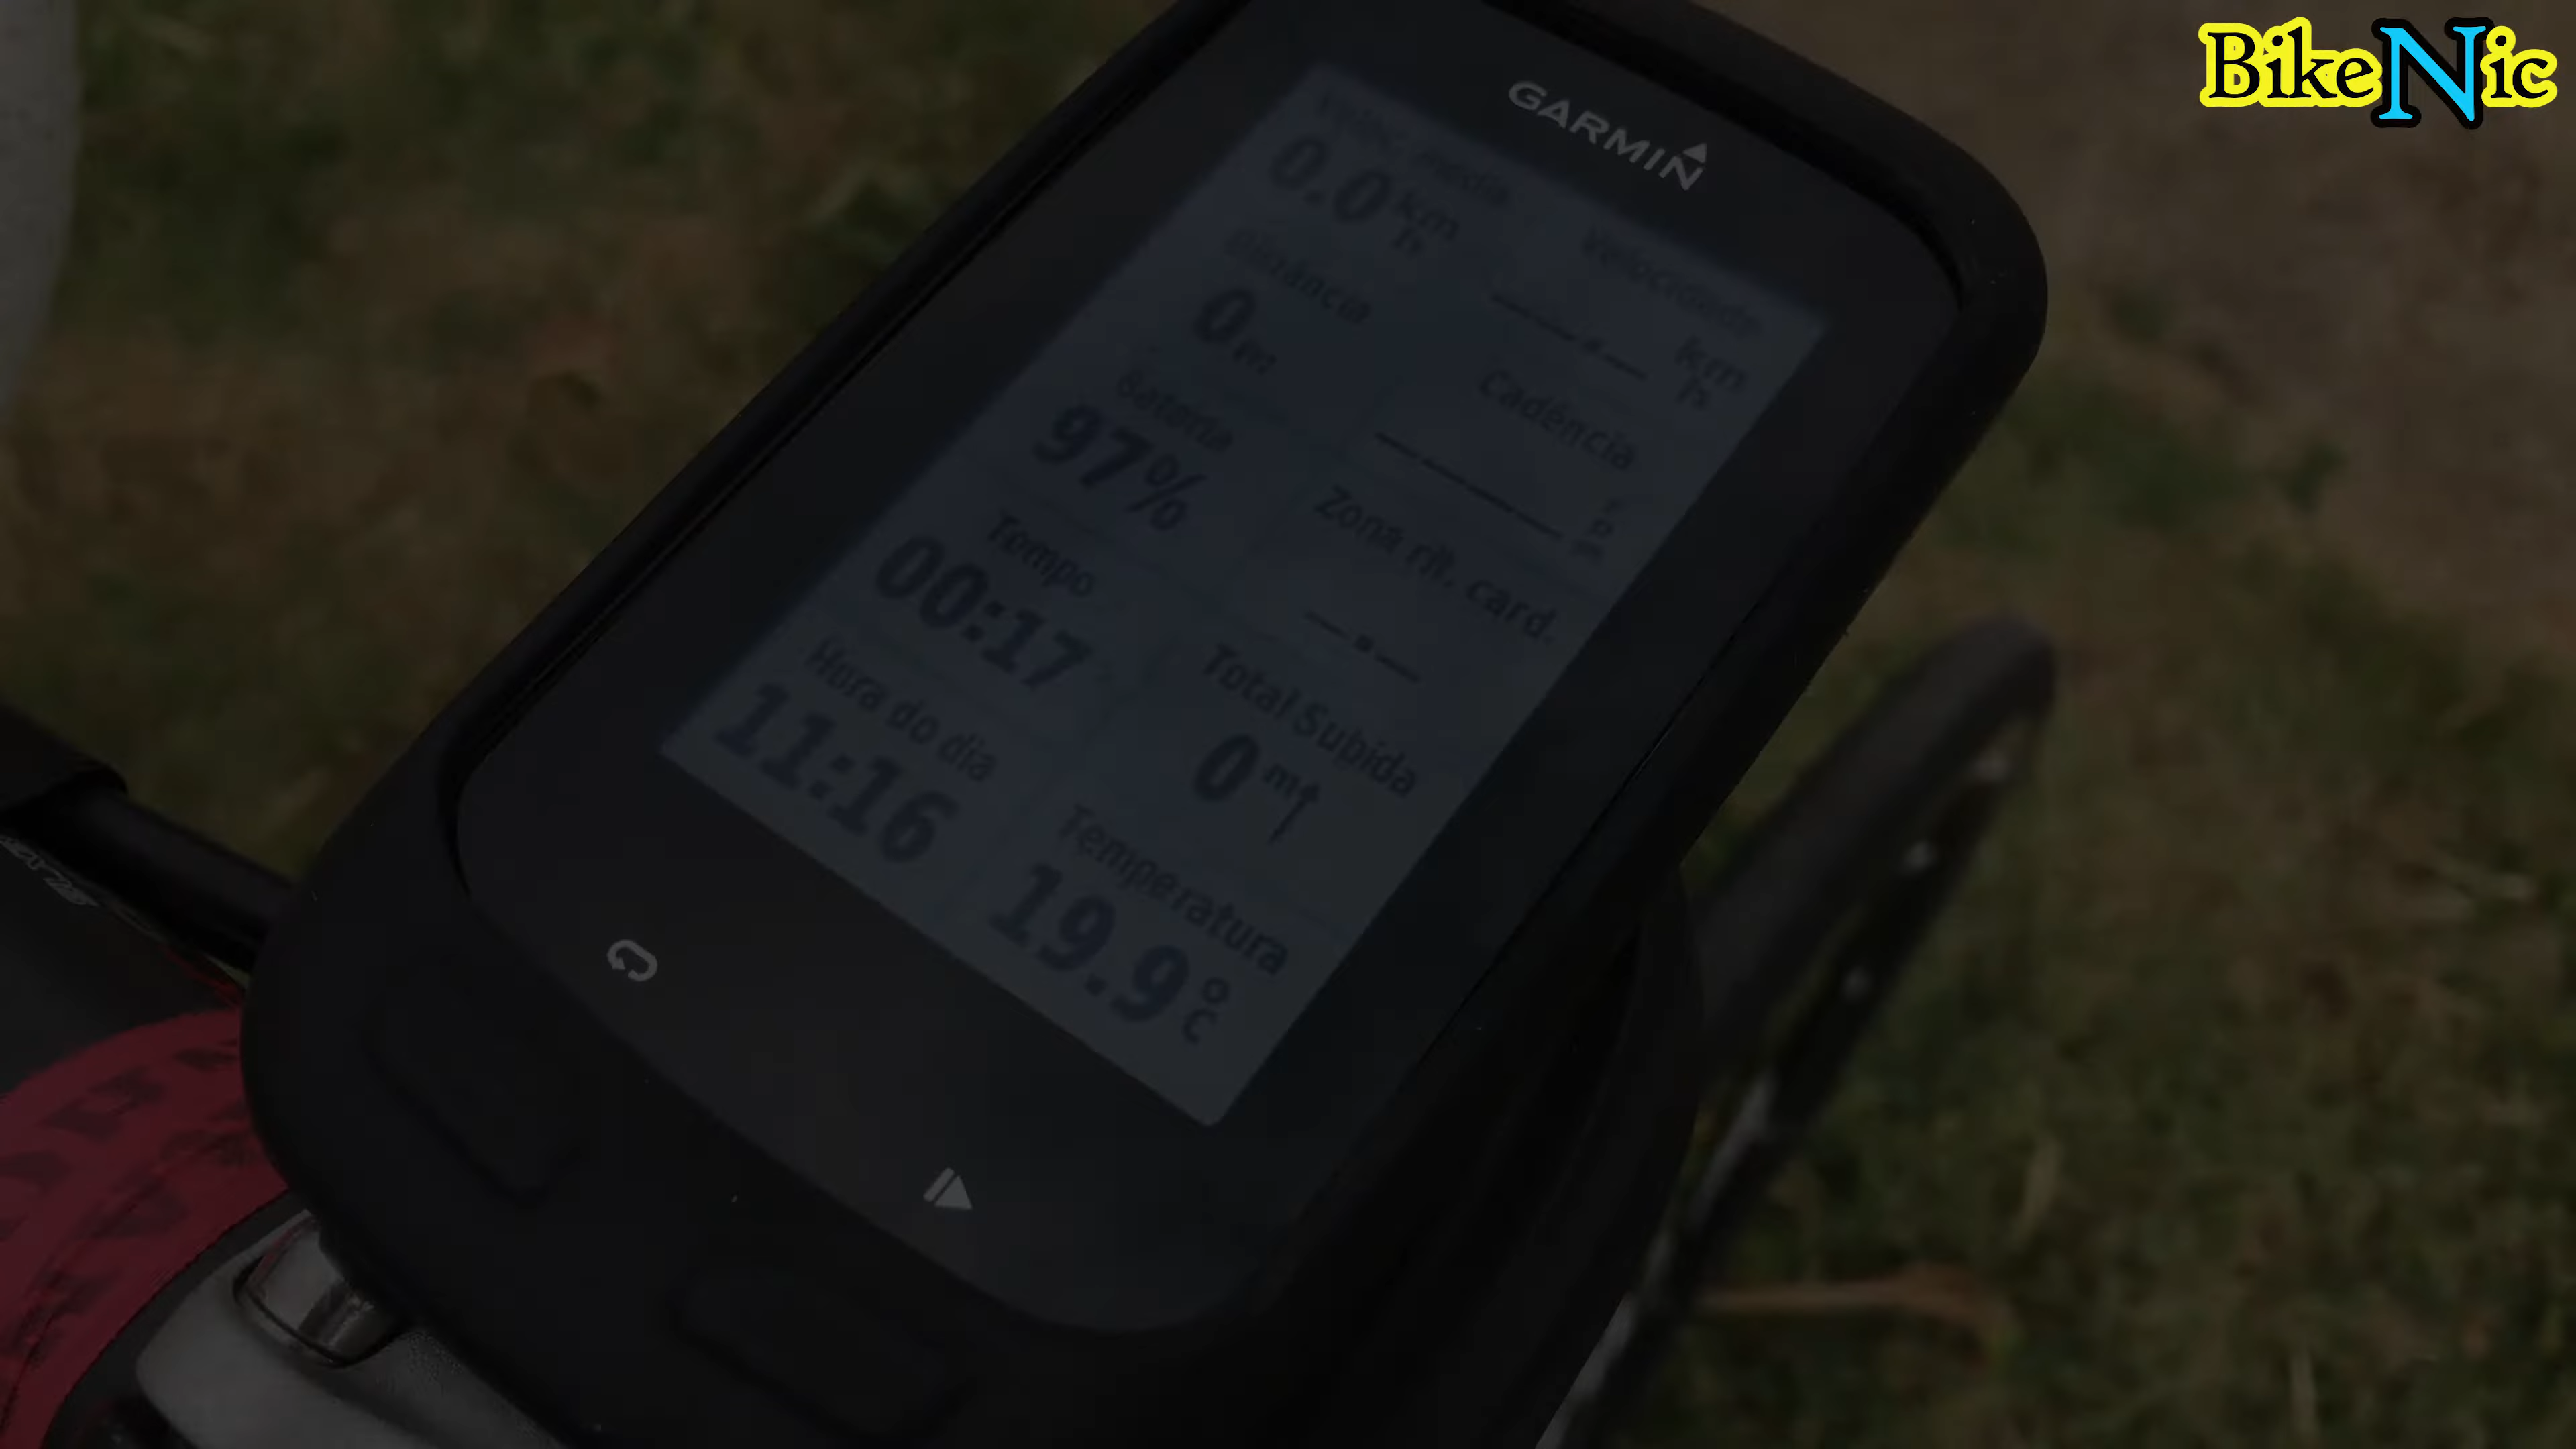 BikeNic
GARMIN
Velocidade
0.0 km h
km h
Distância
0 m
Cadência
Bateria
97%
Zona rit. card.
Tempo
00:17
Total Subida
0 m
Hora do dia
11:16
Temperatura
19.9 °C